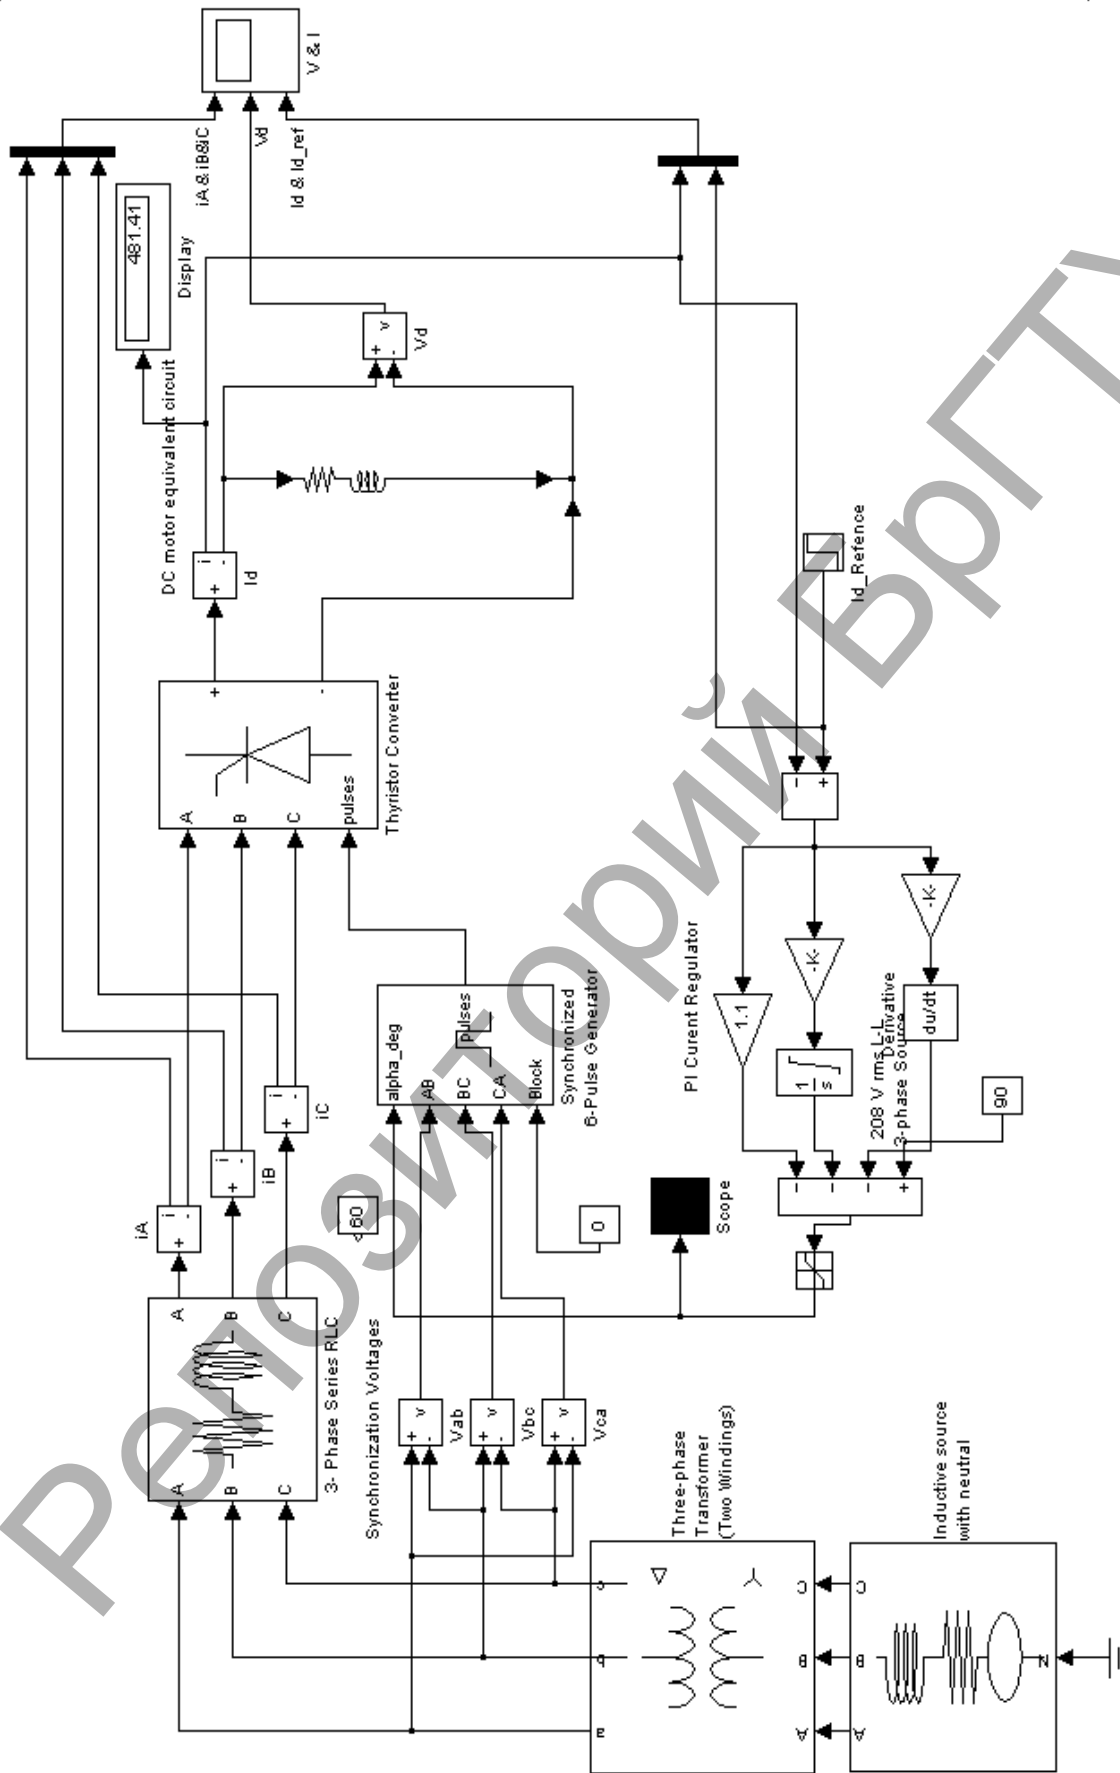 V & I
iA & iB&iC
Vd
Id & Id_ref
481.41
Display
DC motor equivalent circuit
+
v
-
Vd
+
i
-
Id
Id_Refence
A
B
C
pulses
+
-
Thyristor Converter
-
+
PI Curent Regulator
1.1
-K-
-K-
1
s
du/dt
Derivative
208 V rms L-L
3-phase Source
90
-
-
-
+
alpha_deg
AB
BC
CA
Block
pulses
Synchronized
6-Pulse Generator
+
i
-
iA
+
i
-
iB
+
i
-
iC
60
0
Scope
A
B
C
A
B
C
3- Phase Series RLC
Synchronization Voltages
+
v
-
Vab
+
v
-
Vbc
+
v
-
Vca
a
b
c
A
B
C
Three-phase
Transformer
(Two Windings)
A
B
C
N
Inductive source
with neutral
Репозиторий БрГТУ